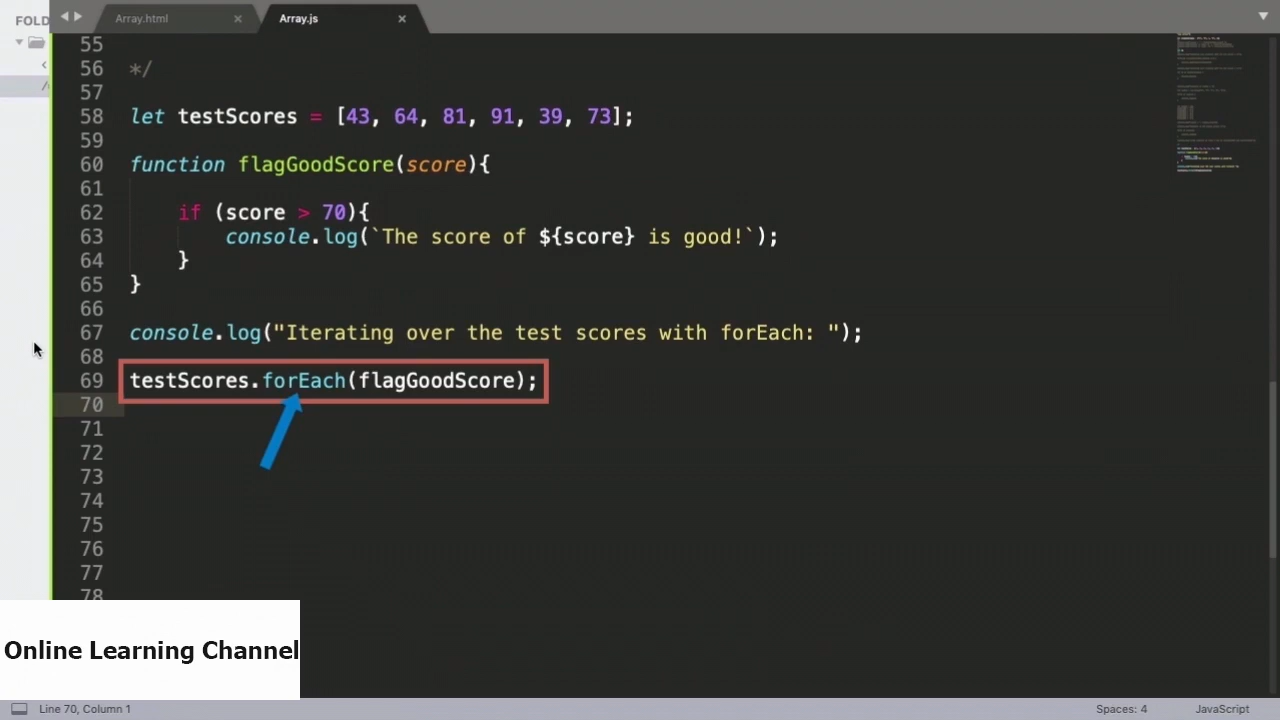 FOLD
Array.html
Array.js
55
56 */
57
58 let testScores = [43, 64, 81, 91, 39, 73];
59
60 function flagGoodScore(score){
61
62 if (score > 70){
63 console.log(`The score of ${score} is good!`);
64 }
65 }
66
67 console.log("Iterating over the test scores with forEach: ");
68
69 testScores.forEach(flagGoodScore);
70
71
72
73
74
75
76
77
78
Online Learning Channel
Line 70, Column 1
Spaces: 4
JavaScript